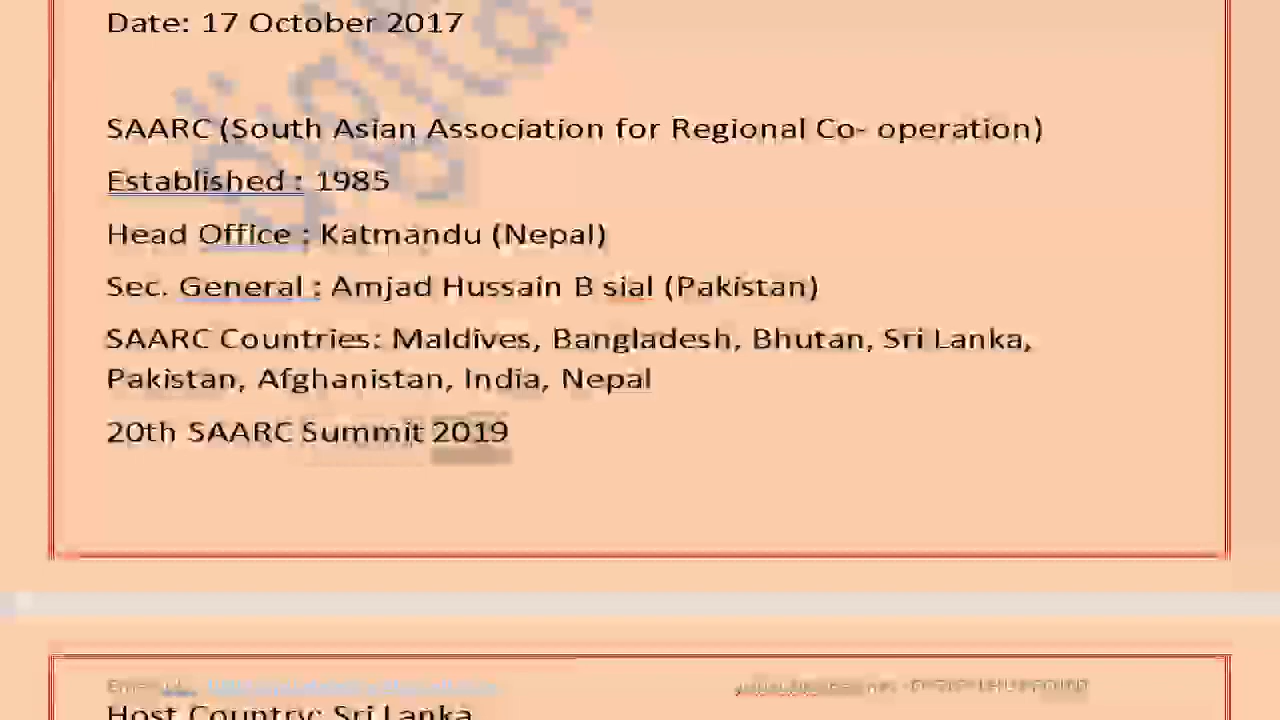 Date: 17 October 2017
SAARC (South Asian Association for Regional Co- operation)
Established : 1985
Head Office : Katmandu (Nepal)
Sec. General : Amjad Hussain B sial (Pakistan)
SAARC Countries: Maldives, Bangladesh, Bhutan, Sri Lanka,
Pakistan, Afghanistan, India, Nepal
20th SAARC Summit 2019
Host Country: Sri Lanka